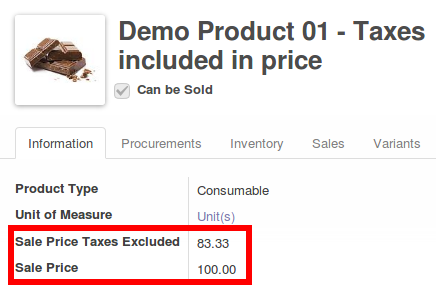 Demo Product 01 - Taxes
included in price
Can be Sold
Information Procurements Inventory Sales Variants
Product Type Consumable
Unit of Measure Unit(s)
Sale Price Taxes Excluded 83.33
Sale Price 100.00